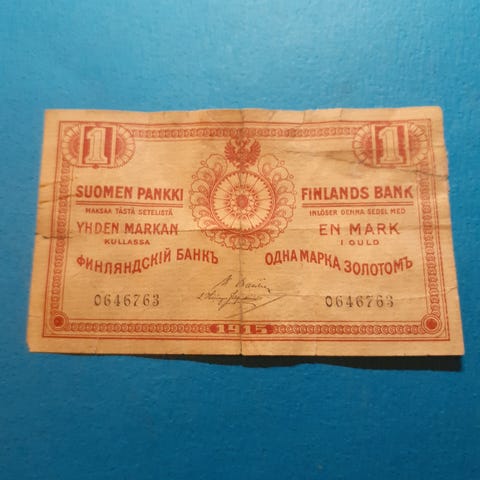 1 1
SUOMEN PANKKI
MAKSAA TÄSTÄ SETELISTÄ
YHDEN MARKAN
KULLASSA
FINLANDS BANK
INLÖSER DENNA SEDEL MED
EN MARK
I GULD
ФИНЛЯНДСКІЙ БАНКЪ
ОДНА МАРКА ЗОЛОТОМЪ
0646763
0646763
1915